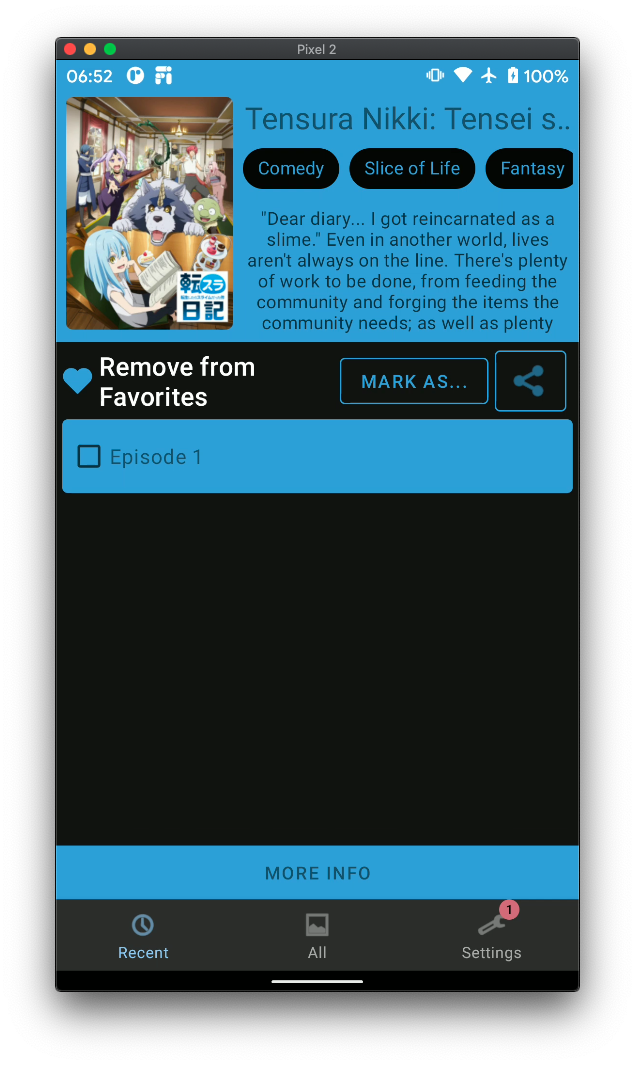 Pixel 2
06:52
100%
Tensura Nikki: Tensei s..
Comedy
Slice of Life
Fantasy
"Dear diary... I got reincarnated as a
slime." Even in another world, lives
aren't always on the line. There's plenty
of work to be done, from feeding the
community and forging the items the
community needs; as well as plenty
転スラ
日記
Remove from
Favorites
MARK AS...
Episode 1
MORE INFO
1
Recent
All
Settings